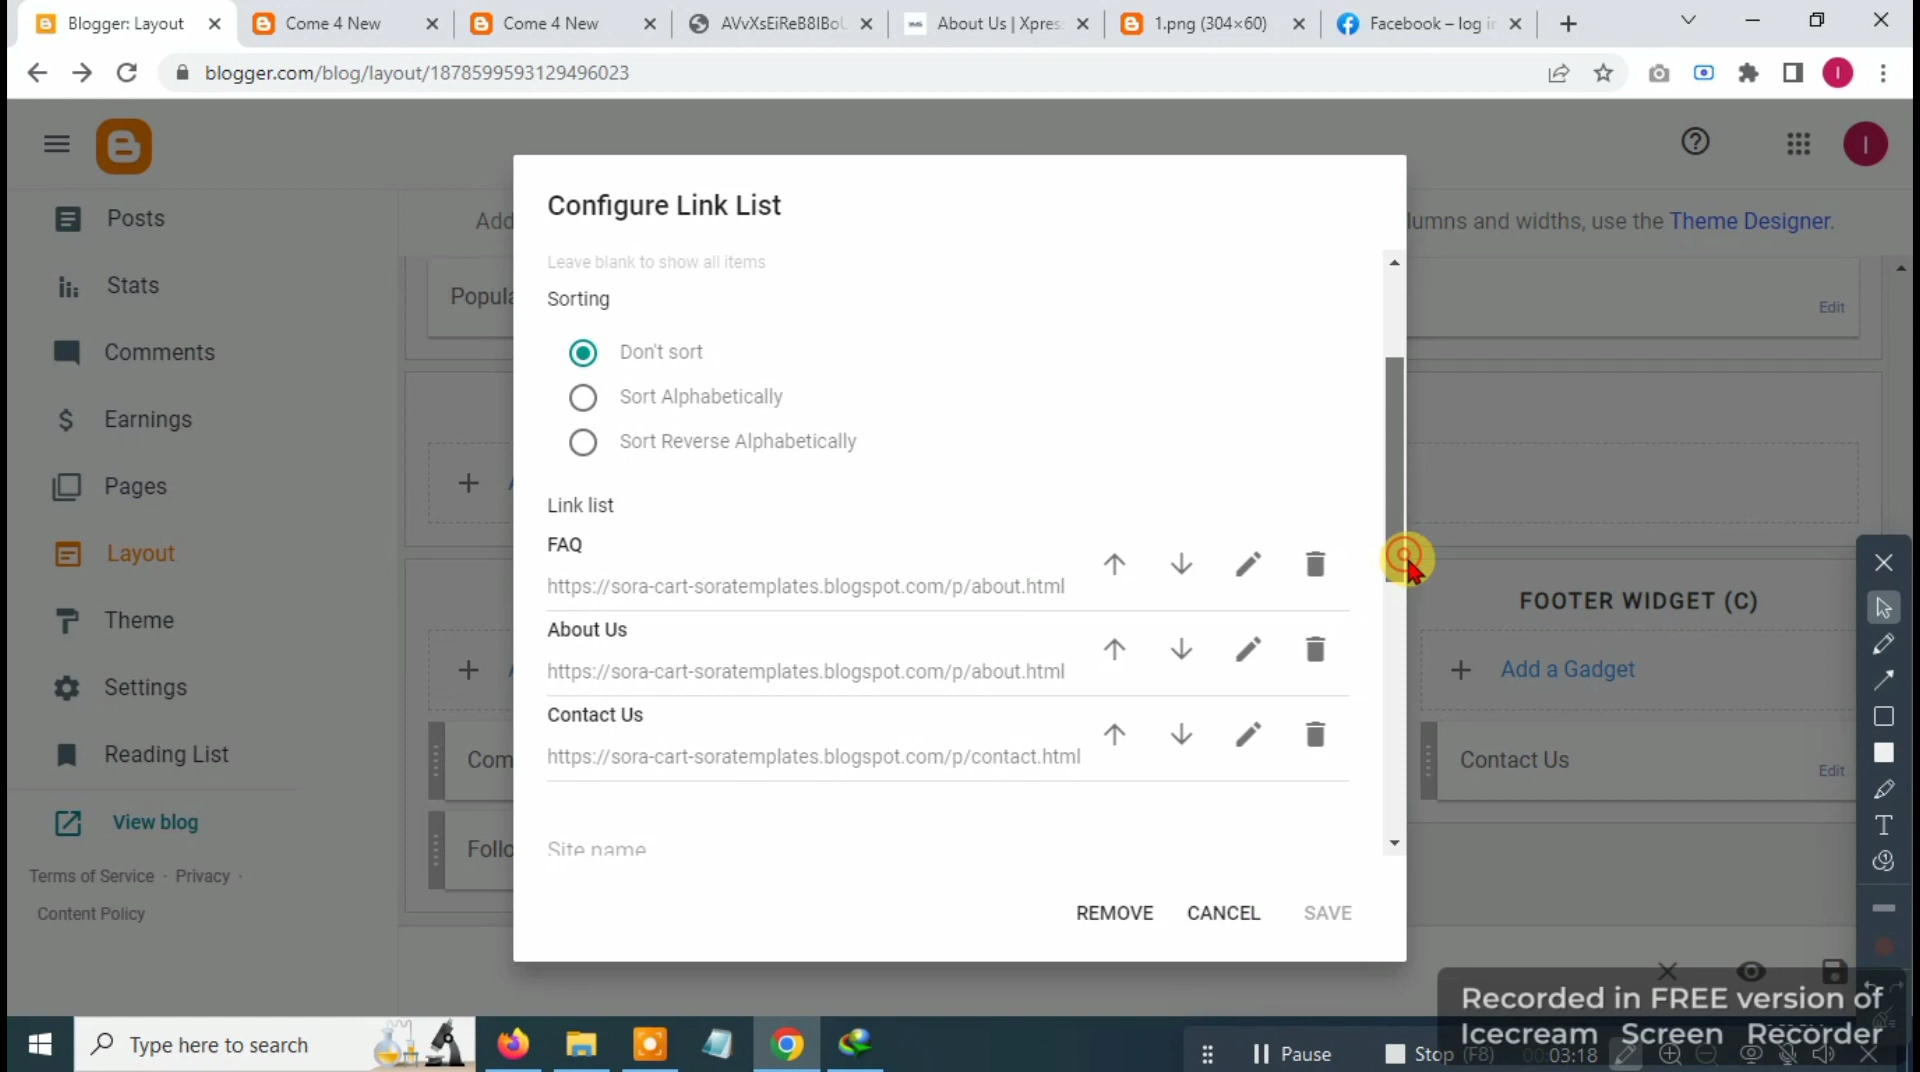 Blogger: Layout
Come 4 New
Come 4 New
AVvXsEiReB8IBoU
About Us | Xpres
1.png (304×60)
Facebook – log in
blogger.com/blog/layout/1878599593129496023
I
I
Posts
Stats
Comments
Earnings
Pages
Layout
Theme
Settings
Reading List
View blog
Terms of Service · Privacy ·
Content Policy
Add
lumns and widths, use the Theme Designer.
Popula
Edit
Configure Link List
Leave blank to show all items
Sorting
Don't sort
Sort Alphabetically
Sort Reverse Alphabetically
Link list
FAQ
https://sora-cart-soratemplates.blogspot.com/p/about.html
About Us
https://sora-cart-soratemplates.blogspot.com/p/about.html
Contact Us
https://sora-cart-soratemplates.blogspot.com/p/contact.html
Site name
REMOVE CANCEL SAVE
Com
Follo
FOOTER WIDGET (C)
Add a Gadget
Contact Us
Edit
T
Recorded in FREE version of
Icecream Screen Recorder
Type here to search
Pause
Stop (F8)
00:03:18